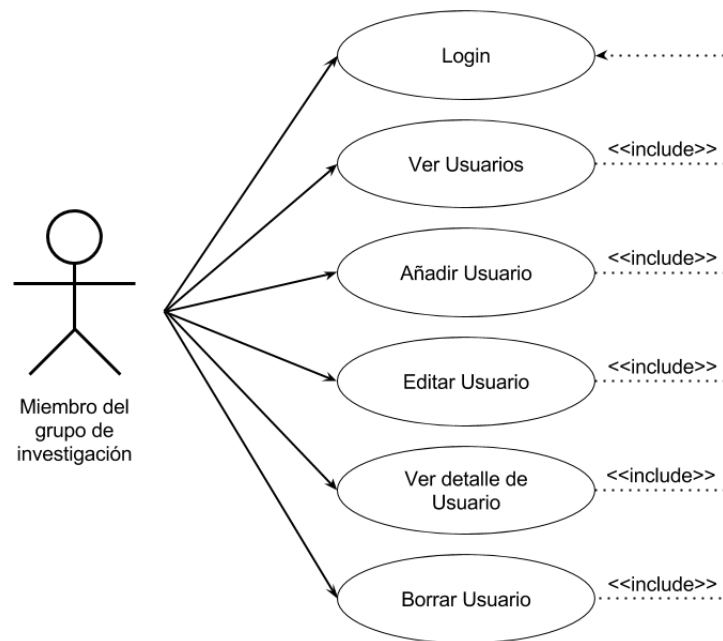 Login
Ver Usuarios
<<include>>
Añadir Usuario
<<include>>
Editar Usuario
<<include>>
Miembro del
grupo de
investigación
Ver detalle de
Usuario
<<include>>
Borrar Usuario
<<include>>